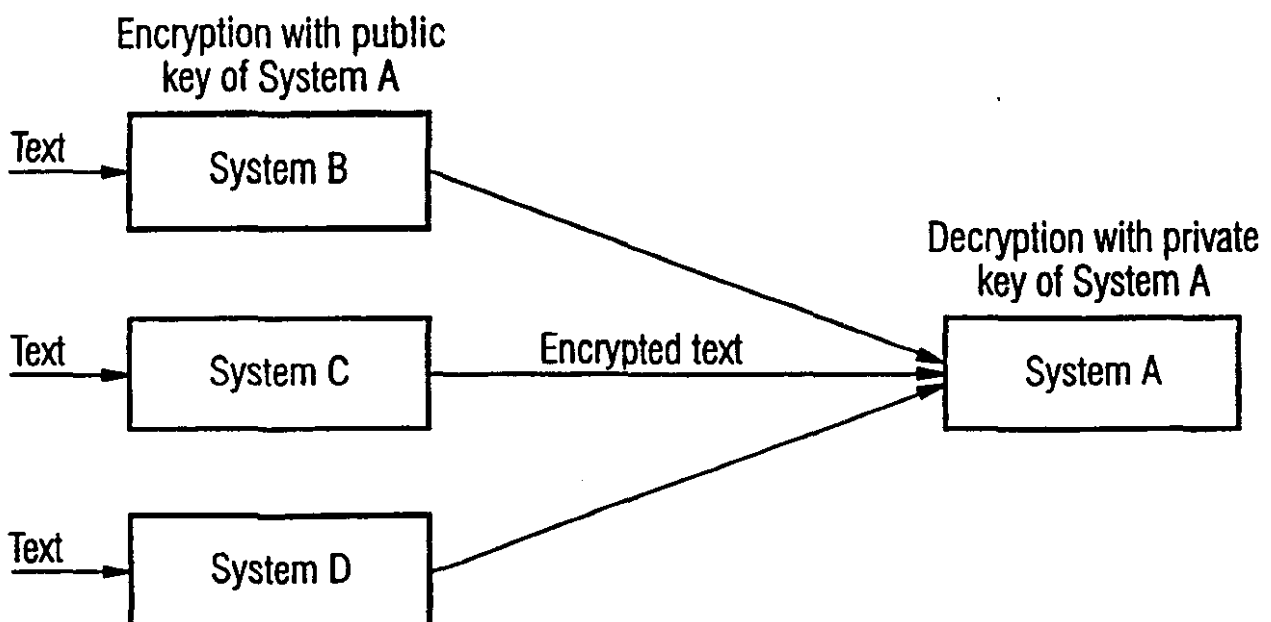 Encryption with public
key of System A
Text
System B
Decryption with private
key of System A
Text
System C
Encrypted text
System A
Text
System D